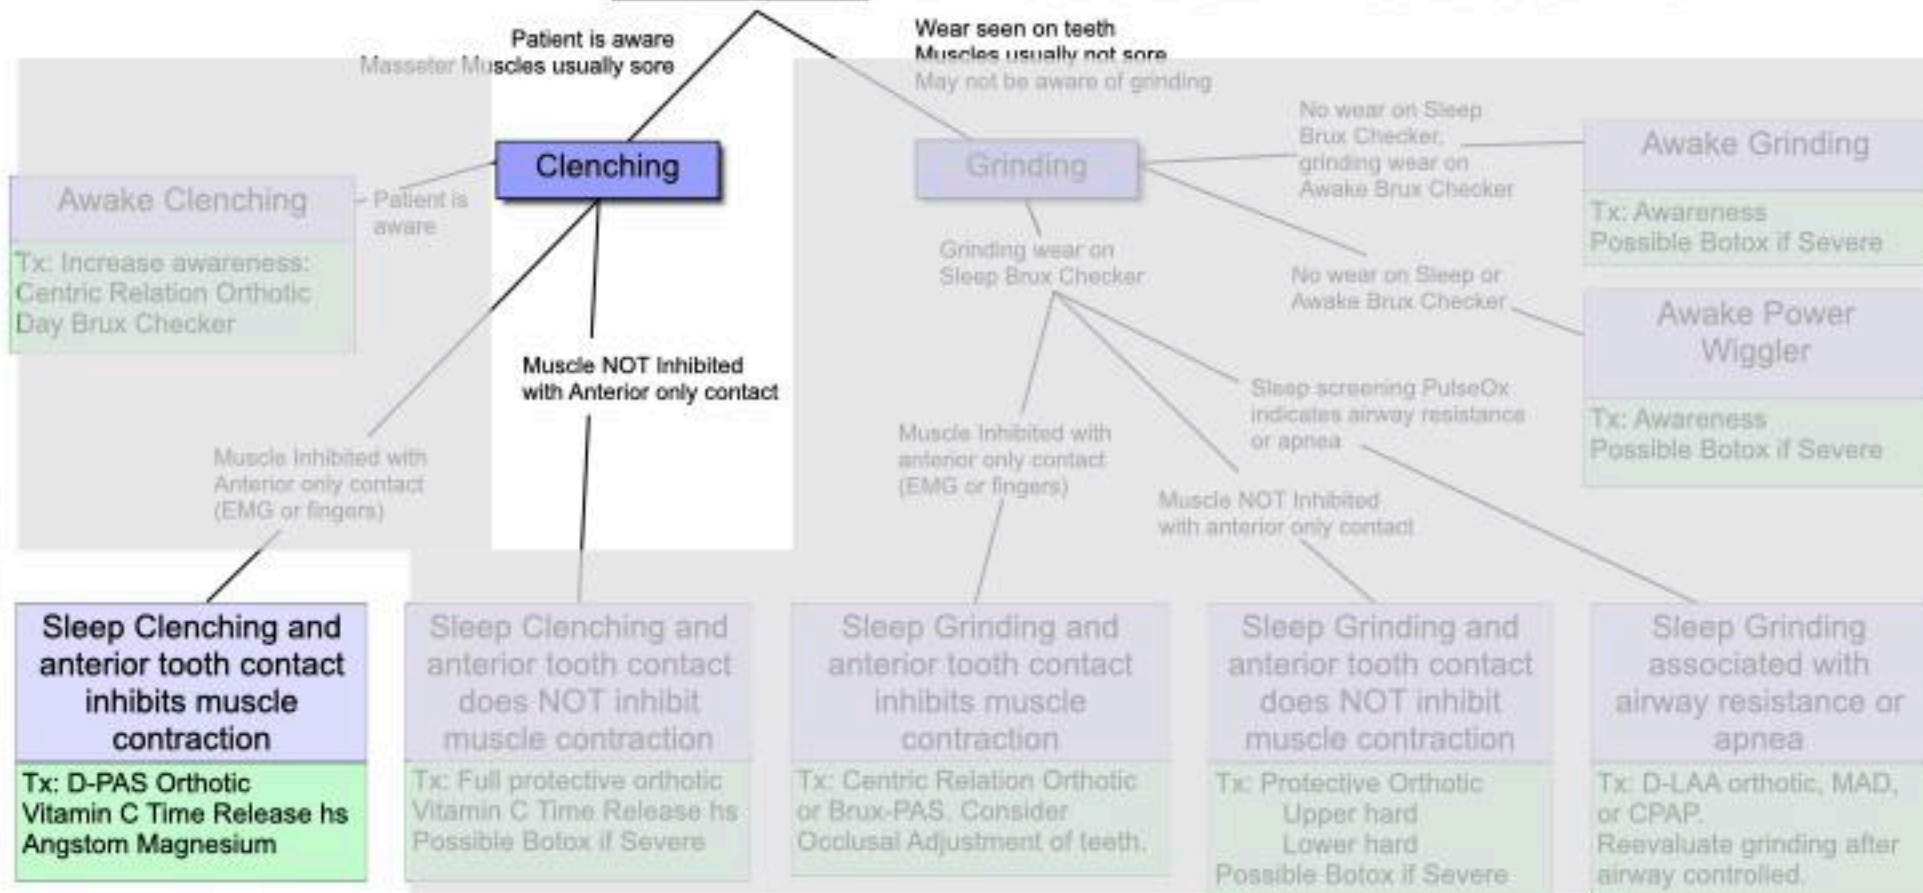 Patient is aware
Masseter Muscles usually sore
Wear seen on teeth
Muscles usually not sore
May not be aware of grinding
Clenching
Grinding
Awake Clenching
Tx: Increase awareness:
Centric Relation Orthotic
Day Brux Checker
Patient is
aware
No wear on Sleep
Brux Checker,
grinding wear on
Awake Brux Checker
Awake Grinding
Tx: Awareness
Possible Botox if Severe
Grinding wear on
Sleep Brux Checker
No wear on Sleep or
Awake Brux Checker
Awake Power
Wiggler
Tx: Awareness
Possible Botox if Severe
Muscle NOT Inhibited
with Anterior only contact
Muscle Inhibited with
Anterior only contact
(EMG or fingers)
Muscle Inhibited with
anterior only contact
(EMG or fingers)
Sleep screening PulseOx
indicates airway resistance
or apnea
Muscle NOT Inhibited
with anterior only contact
Sleep Clenching and
anterior tooth contact
inhibits muscle
contraction
Tx: D-PAS Orthotic
Vitamin C Time Release hs
Angstom Magnesium
Sleep Clenching and
anterior tooth contact
does NOT inhibit
muscle contraction
Tx: Full protective orthotic
Vitamin C Time Release hs
Possible Botox if Severe
Sleep Grinding and
anterior tooth contact
inhibits muscle
contraction
Tx: Centric Relation Orthotic
or Brux-PAS. Consider
Occlusal Adjustment of teeth.
Sleep Grinding and
anterior tooth contact
does NOT inhibit
muscle contraction
Tx: Protective Orthotic
Upper hard
Lower hard
Possible Botox if Severe
Sleep Grinding
associated with
airway resistance or
apnea
Tx: D-LAA orthotic, MAD,
or CPAP.
Reevaluate grinding after
airway controlled.